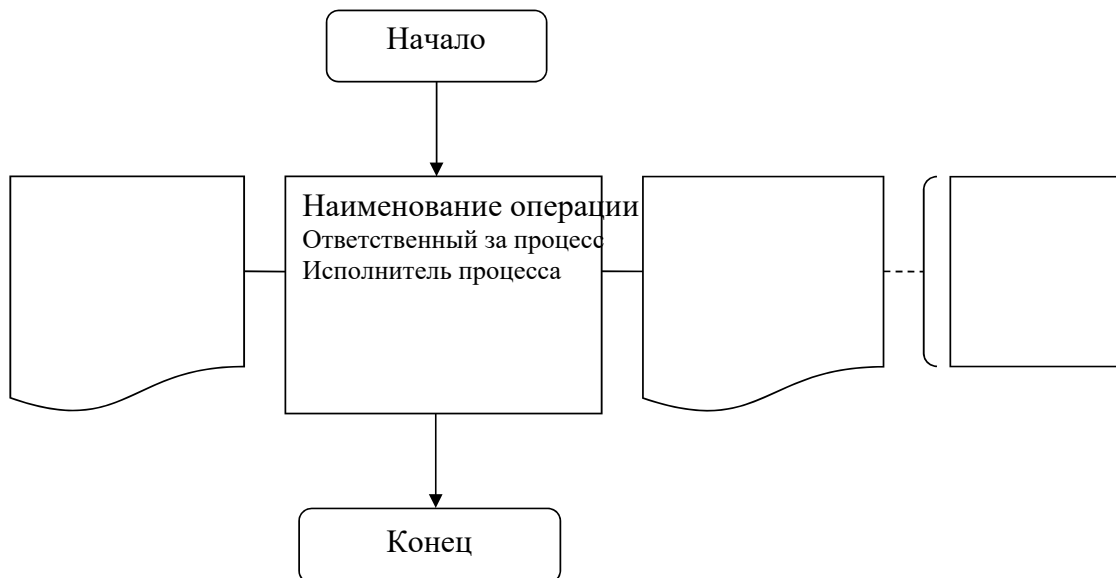 Начало
Наименование операции
Ответственный за процесс
Исполнитель процесса
Конец